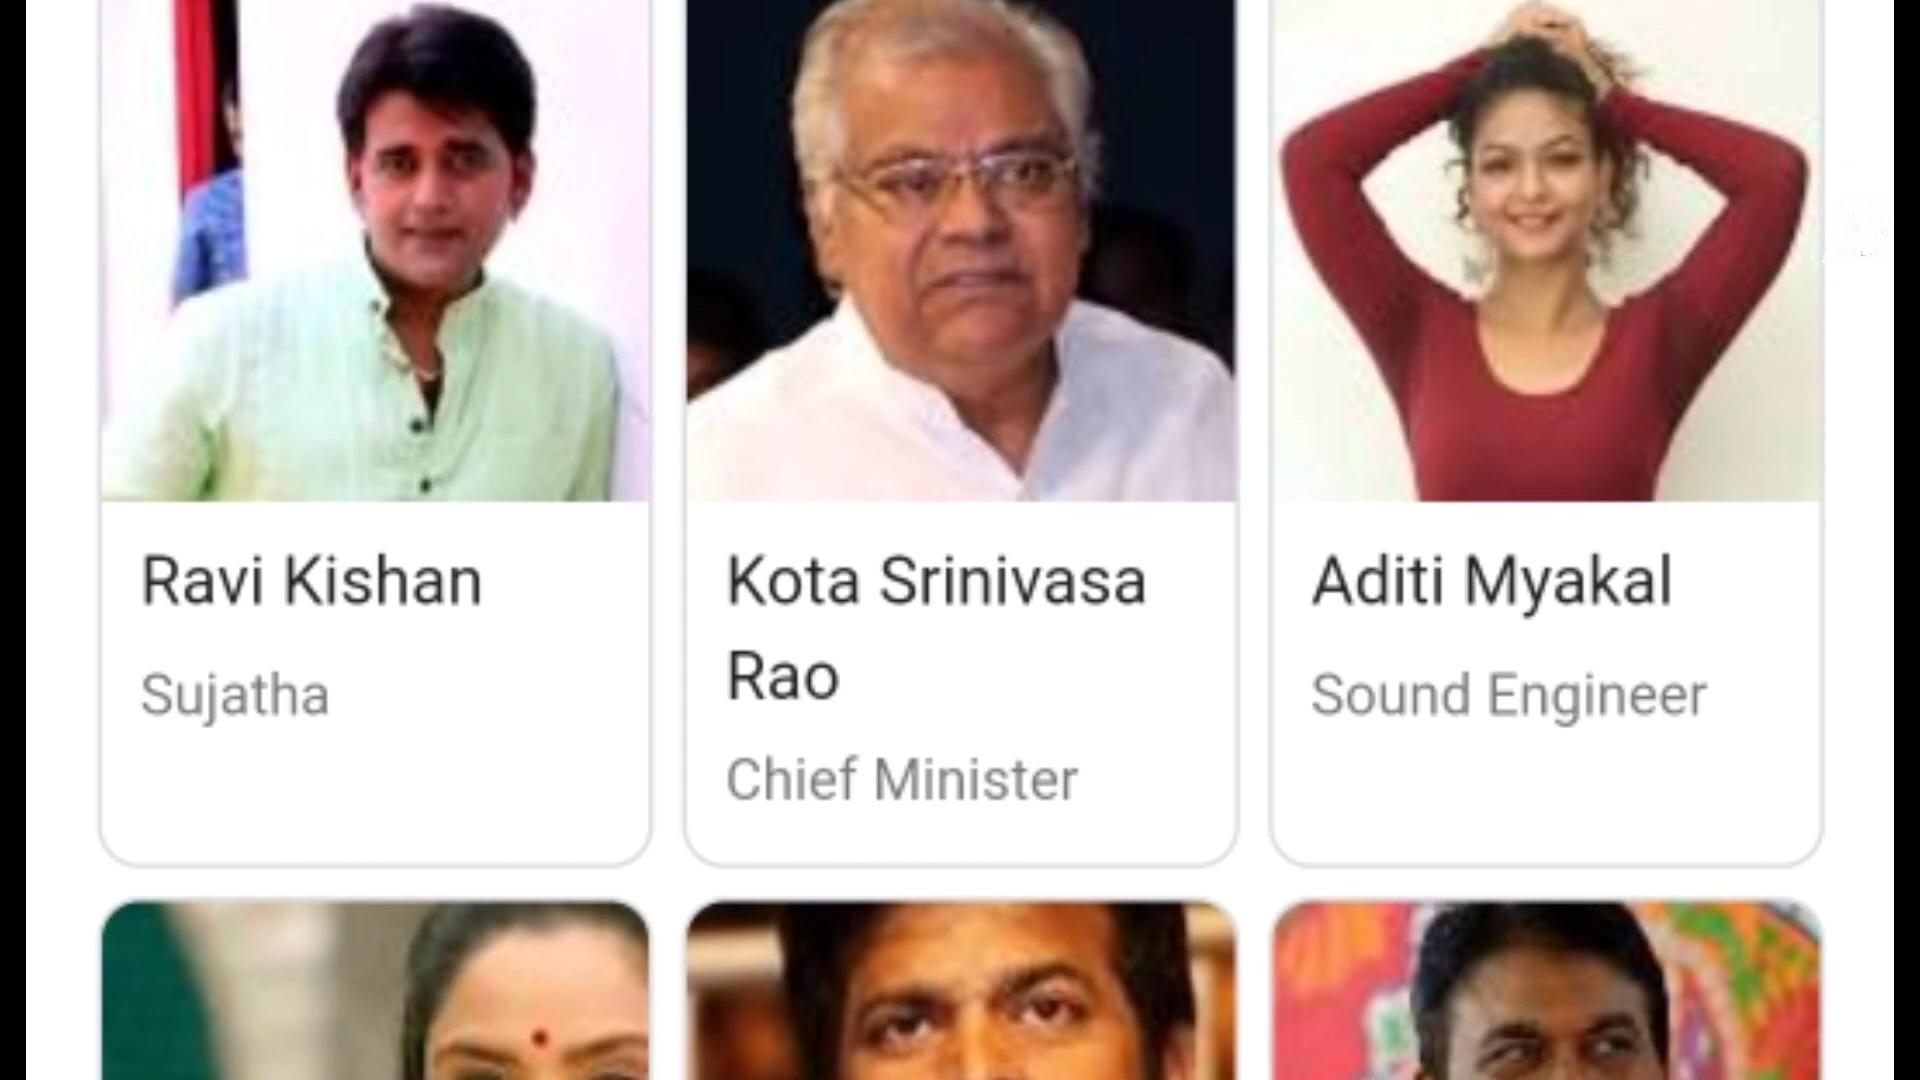 Ravi Kishan
Sujatha
Kota Srinivasa
Rao
Chief Minister
Aditi Myakal
Sound Engineer